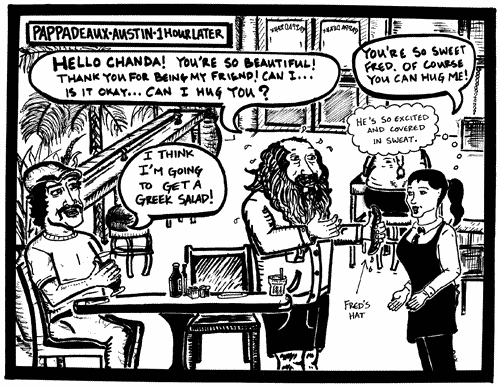 PAPPADEAUX-AUSTIN-1 HOUR LATER
HELLO CHANDA! YOU'RE SO BEAUTIFUL!
THANK YOU FOR BEING MY FRIEND! CAN I...
IS IT OKAY... CAN I HUG YOU?
YOU'RE SO SWEET
FRED. OF COURSE
YOU CAN HUG ME!
HE'S SO EXCITED
AND COVERED
IN SWEAT.
I THINK
I'M GOING
TO GET A
GREEK SALAD!
FRED'S
HAT